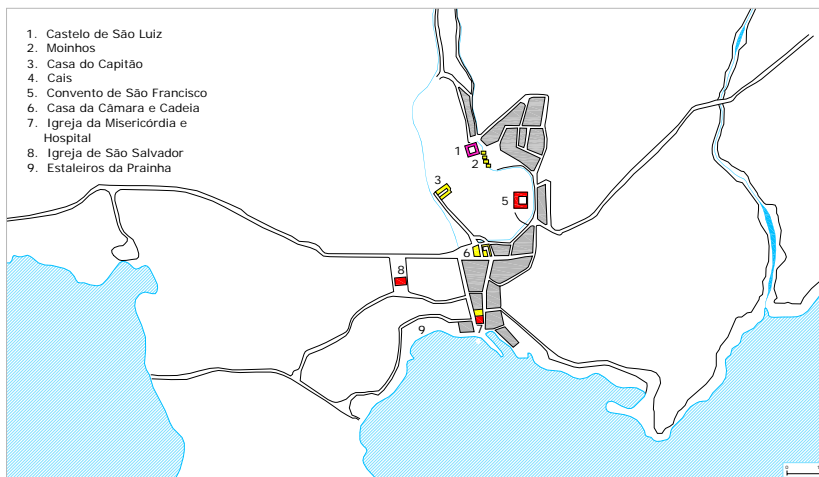 1. Castelo de São Luiz
2. Moinhos
3. Casa do Capitão
4. Cais
5. Convento de São Francisco
6. Casa da Câmara e Cadeia
7. Igreja da Misericórdia e
Hospital
8. Igreja de São Salvador
9. Estaleiros da Prainha
1
2
3
5
6
8
9
7
0